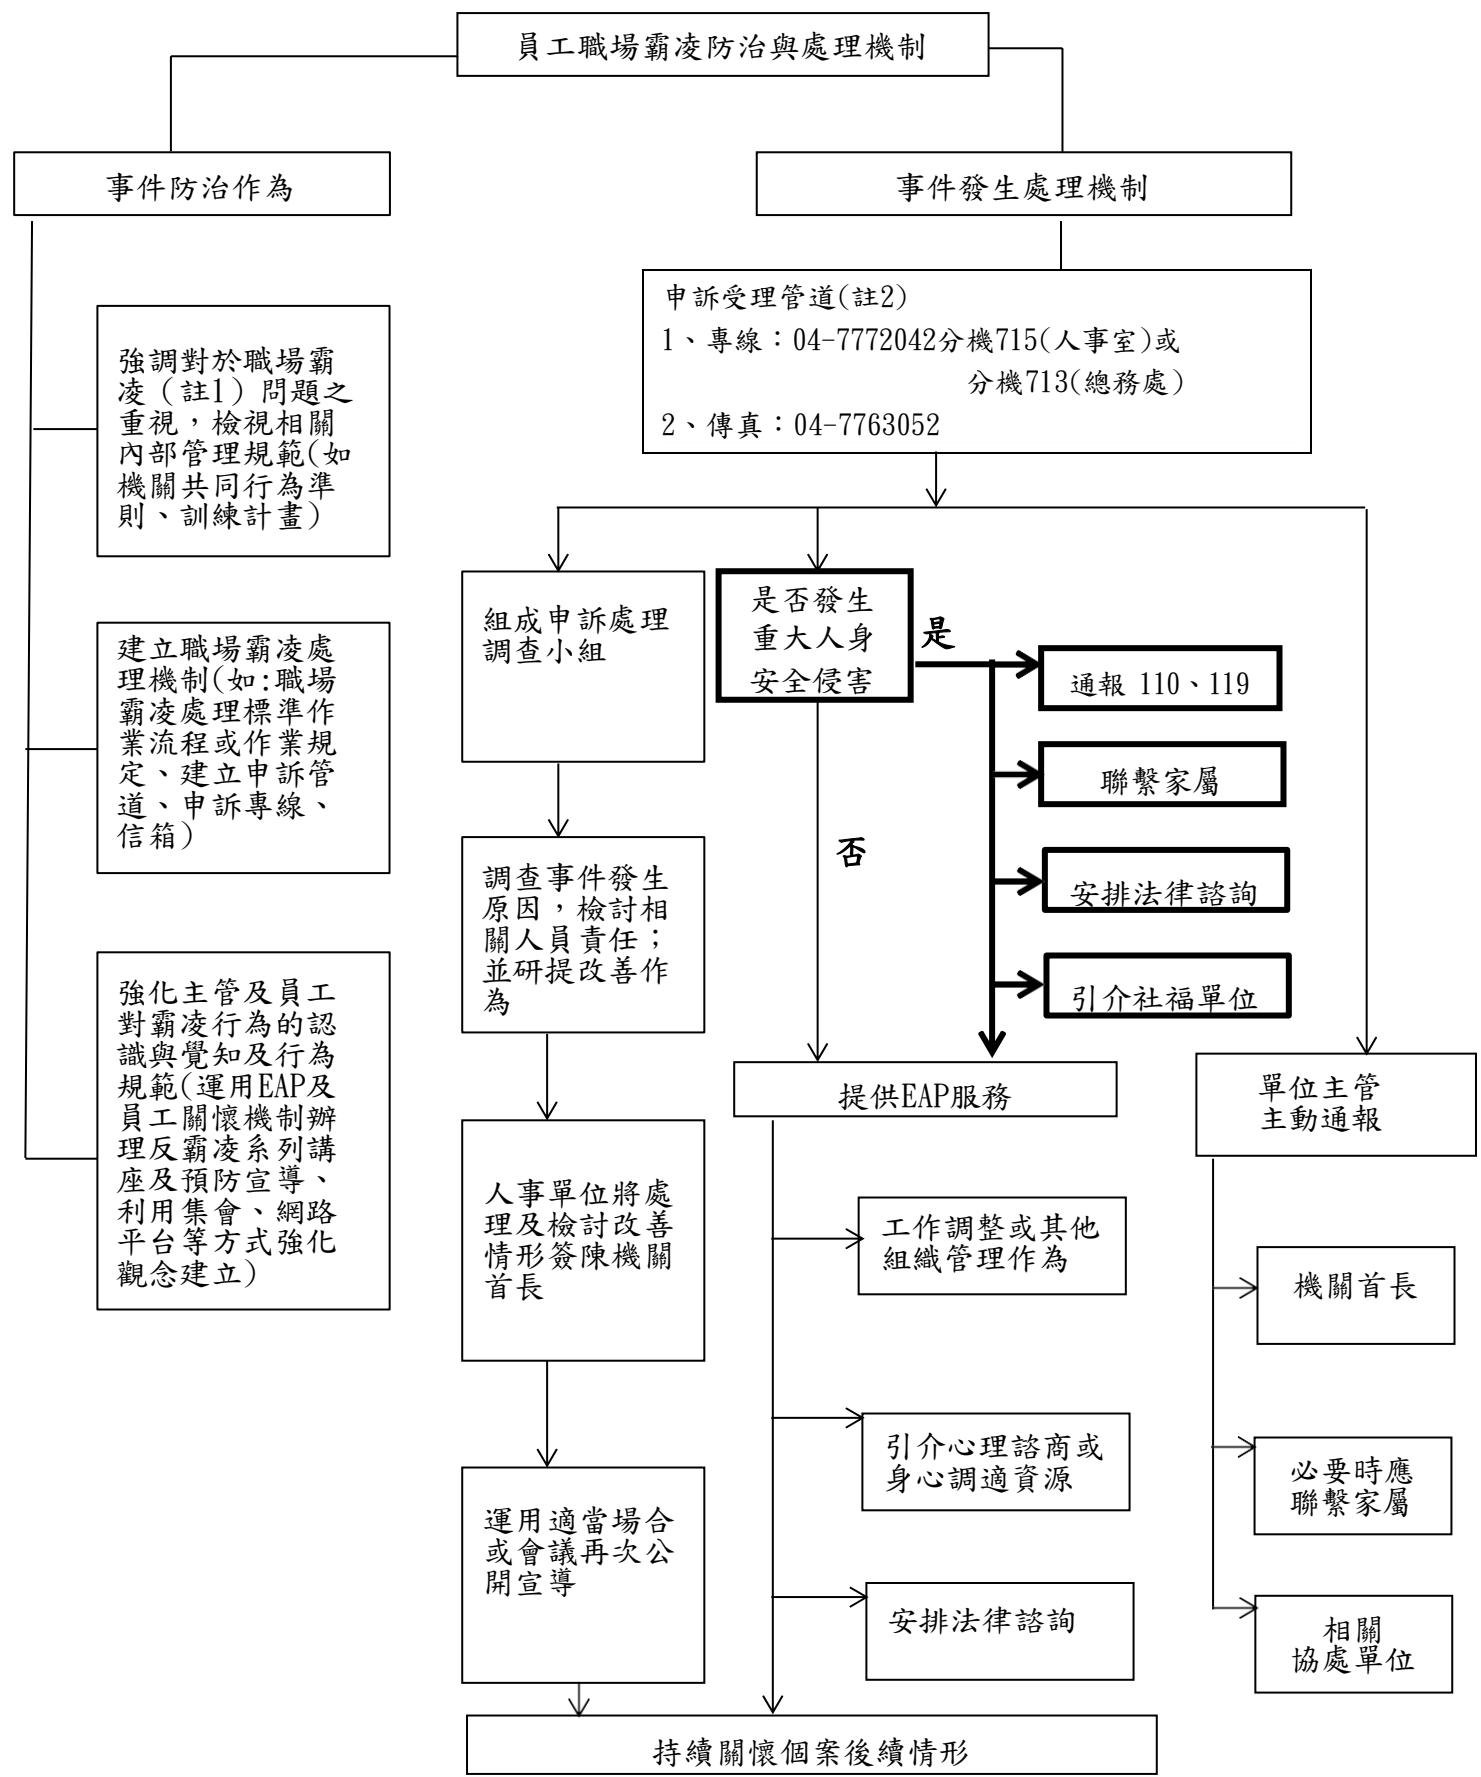 員工職場霸凌防治與處理機制
事件防治作為
事件發生處理機制
強調對於職場霸
凌（註1）問題之
重視，檢視相關
內部管理規範(如
機關共同行為準
則、訓練計畫)
建立職場霸凌處
理機制(如:職場
霸凌處理標準作
業流程或作業規
定、建立申訴管
道、申訴專線、
信箱)
強化主管及員工
對霸凌行為的認
識與覺知及行為
規範(運用EAP及
員工關懷機制辦
理反霸凌系列講
座及預防宣導、
利用集會、網路
平台等方式強化
觀念建立)
申訴受理管道(註2)
1、專線：04-7772042分機715(人事室)或
分機713(總務處)
2、傳真：04-7763052
組成申訴處理
調查小組
調查事件發生
原因，檢討相
關人員責任；
並研提改善作
為
人事單位將處
理及檢討改善
情形簽陳機關
首長
運用適當場合
或會議再次公
開宣導
是否發生
重大人身
安全侵害
是
否
通報 110、119
聯繫家屬
安排法律諮詢
引介社福單位
提供EAP服務
工作調整或其他
組織管理作為
引介心理諮商或
身心調適資源
安排法律諮詢
單位主管
主動通報
機關首長
必要時應
聯繫家屬
相關
協處單位
持續關懷個案後續情形